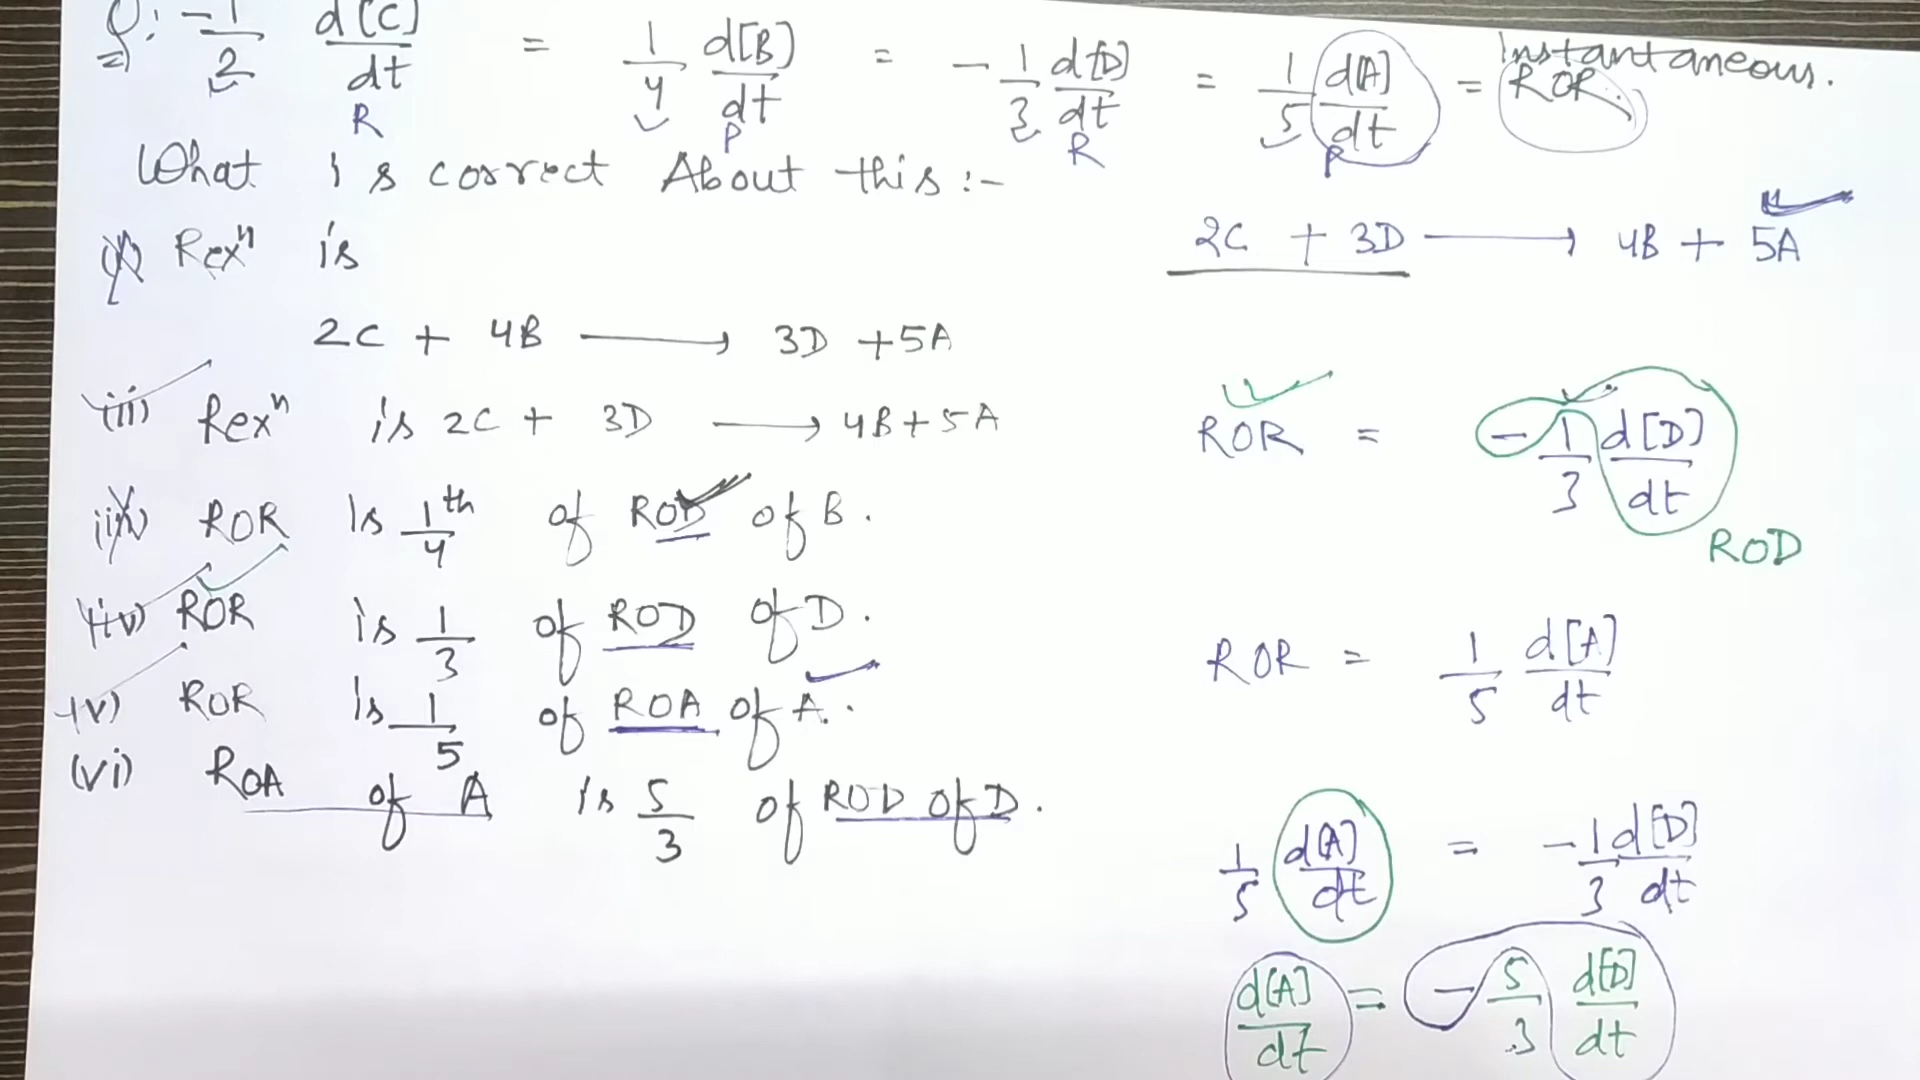 Q: - 1/2 d[C]/dt = 1/4 d[B]/dt = - 1/3 d[D]/dt = 1/5 d[A]/dt = Instantaneous. ROR.
R P R P
What is correct About this :-
(i) Rexⁿ is
2C + 4B ⟶ 3D + 5A
(ii) Rexⁿ is 2C + 3D ⟶ 4B + 5A
(iii) ROR Is 1/4 th of ROD of B.
(iv) ROR is 1/3 of ROD of D.
(v) ROR Is 1/5 of ROA of A.
(vi) ROA of A is 5/3 of ROD of D.
2C + 3D ⟶ 4B + 5A
ROR = - 1/3 d[D]/dt
ROD
ROR = 1/5 d[A]/dt
1/5 d[A]/dt = - 1/3 d[D]/dt
d[A]/dt = - 5/3 d[D]/dt